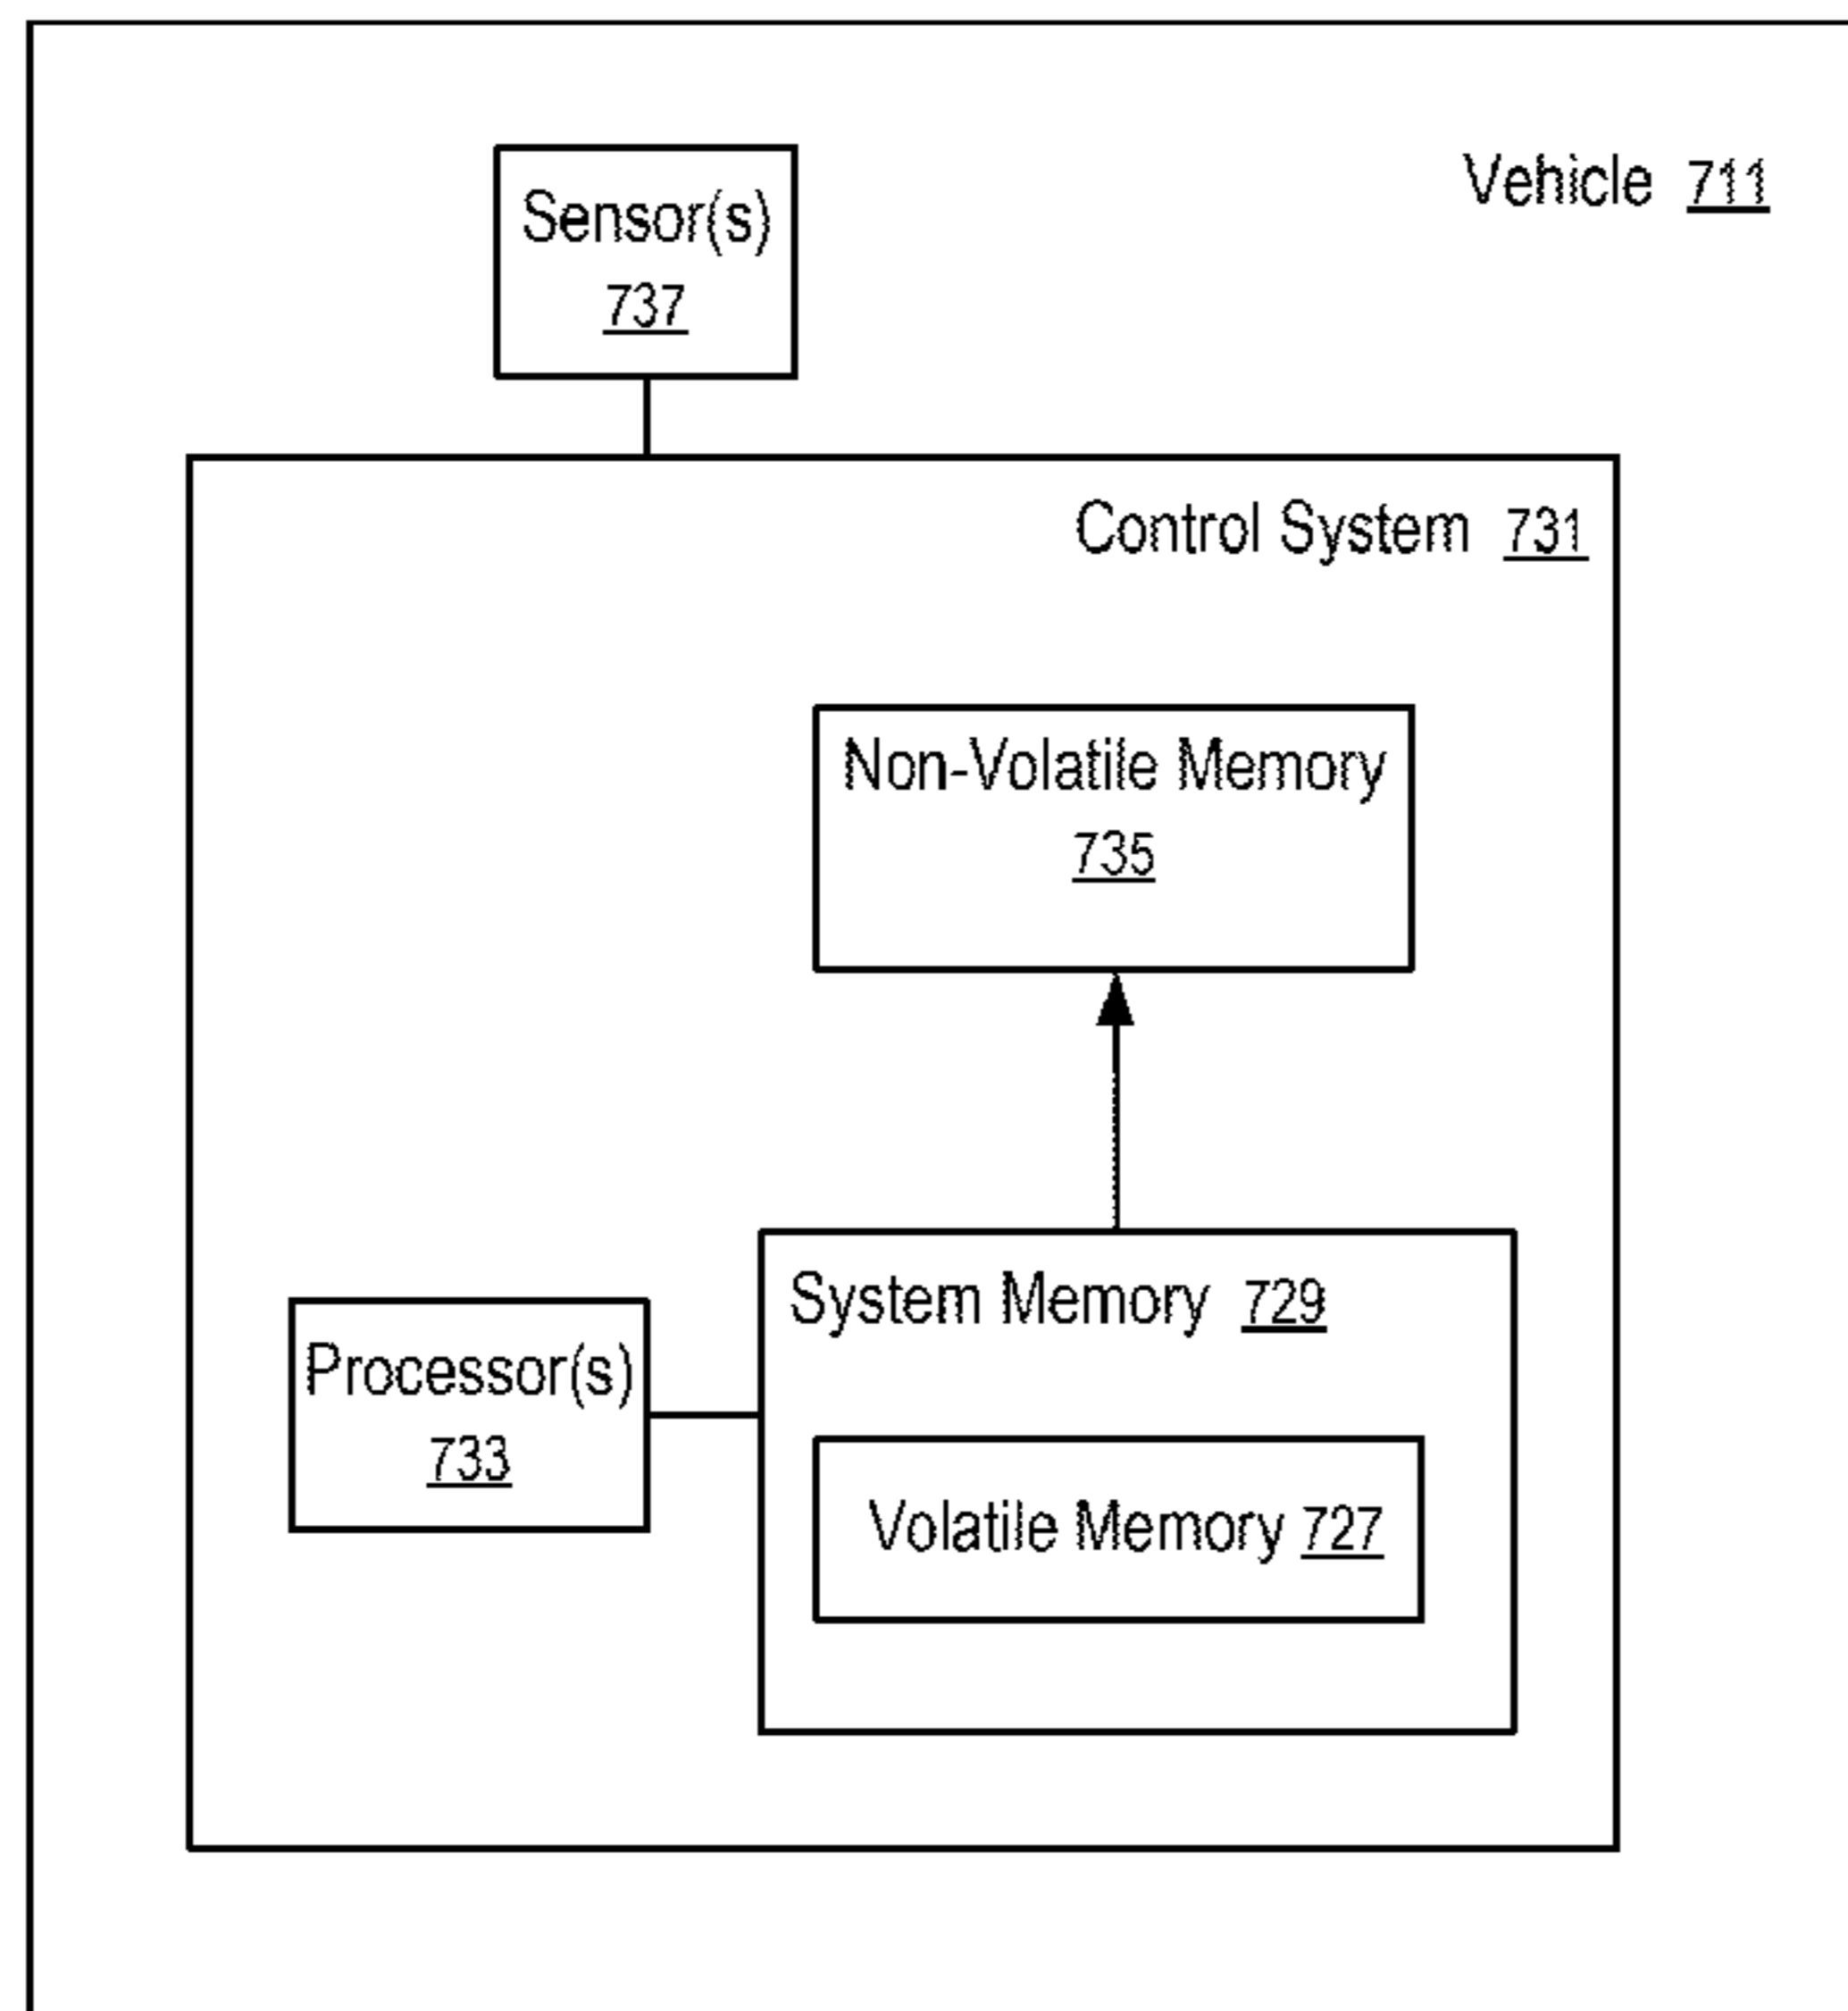 Vehicle 711
Sensor(s)
737
Control System 731
Non-Volatile Memory
735
System Memory 729
Processor(s)
733
Volatile Memory 727